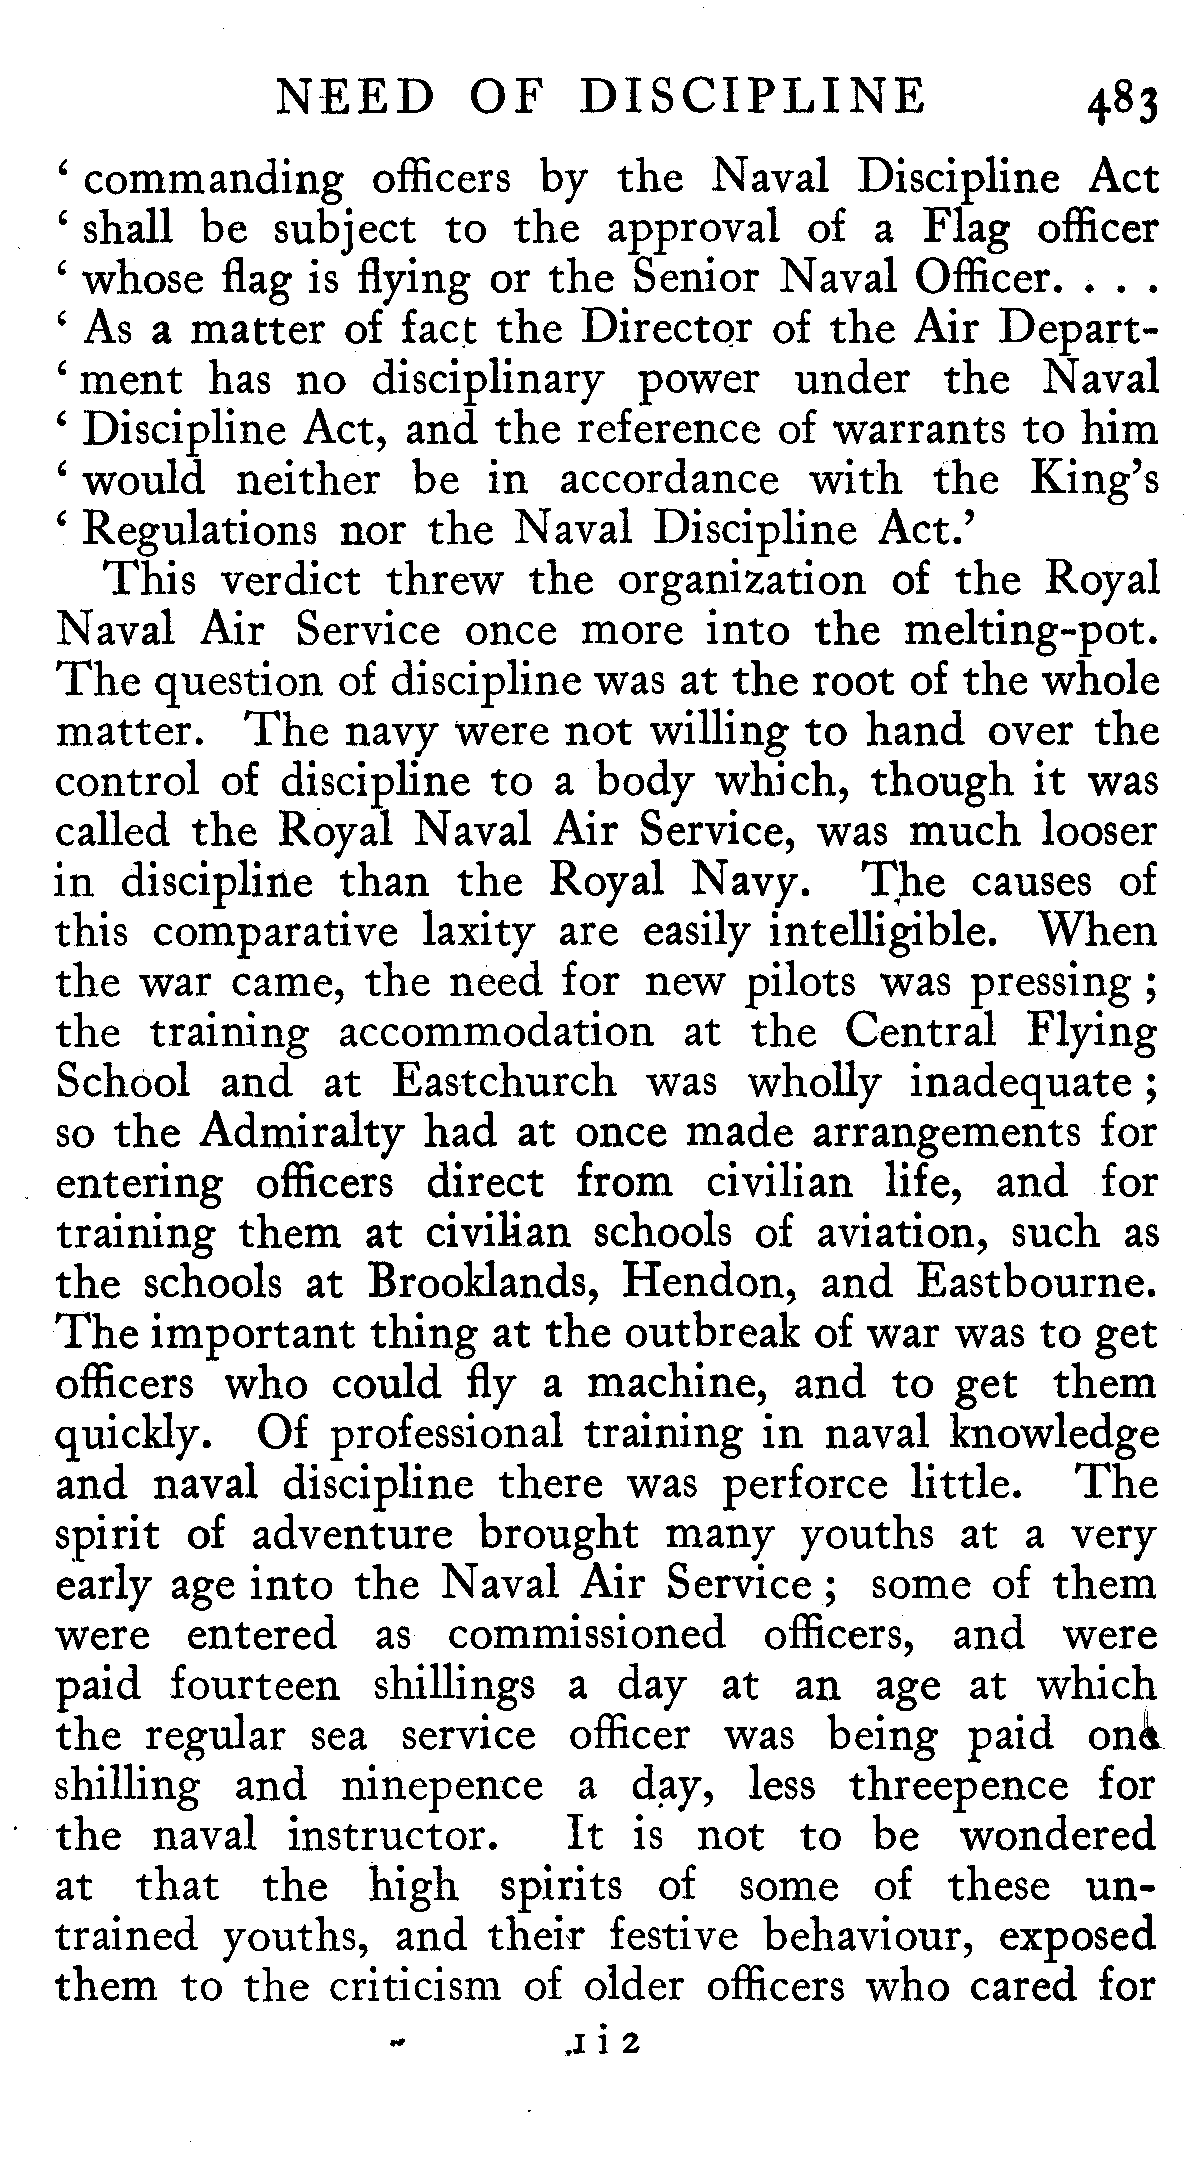 NEED OF DISCIPLINE 483
‘ commanding officers by the Naval Discipline Act
‘ shall be subject to the approval of a Flag officer
‘ whose flag is flying or the Senior Naval Officer. . . .
‘ As a matter of fact the Director of the Air Depart-
‘ ment has no disciplinary power under the Naval
‘ Discipline Act, and the reference of warrants to him
‘ would neither be in accordance with the King’s
‘ Regulations nor the Naval Discipline Act.’
This verdict threw the organization of the Royal
Naval Air Service once more into the melting-pot.
The question of discipline was at the root of the whole
matter. The navy were not willing to hand over the
control of discipline to a body which, though it was
called the Royal Naval Air Service, was much looser
in discipline than the Royal Navy. The causes of
this comparative laxity are easily intelligible. When
the war came, the need for new pilots was pressing ;
the training accommodation at the Central Flying
School and at Eastchurch was wholly inadequate ;
so the Admiralty had at once made arrangements for
entering officers direct from civilian life, and for
training them at civilian schools of aviation, such as
the schools at Brooklands, Hendon, and Eastbourne.
The important thing at the outbreak of war was to get
officers who could fly a machine, and to get them
quickly. Of professional training in naval knowledge
and naval discipline there was perforce little. The
spirit of adventure brought many youths at a very
early age into the Naval Air Service ; some of them
were entered as commissioned officers, and were
paid fourteen shillings a day at an age at which
the regular sea service officer was being paid one
shilling and ninepence a day, less threepence for
the naval instructor. It is not to be wondered
at that the high spirits of some of these un-
trained youths, and their festive behaviour, exposed
them to the criticism of older officers who cared for
I i 2